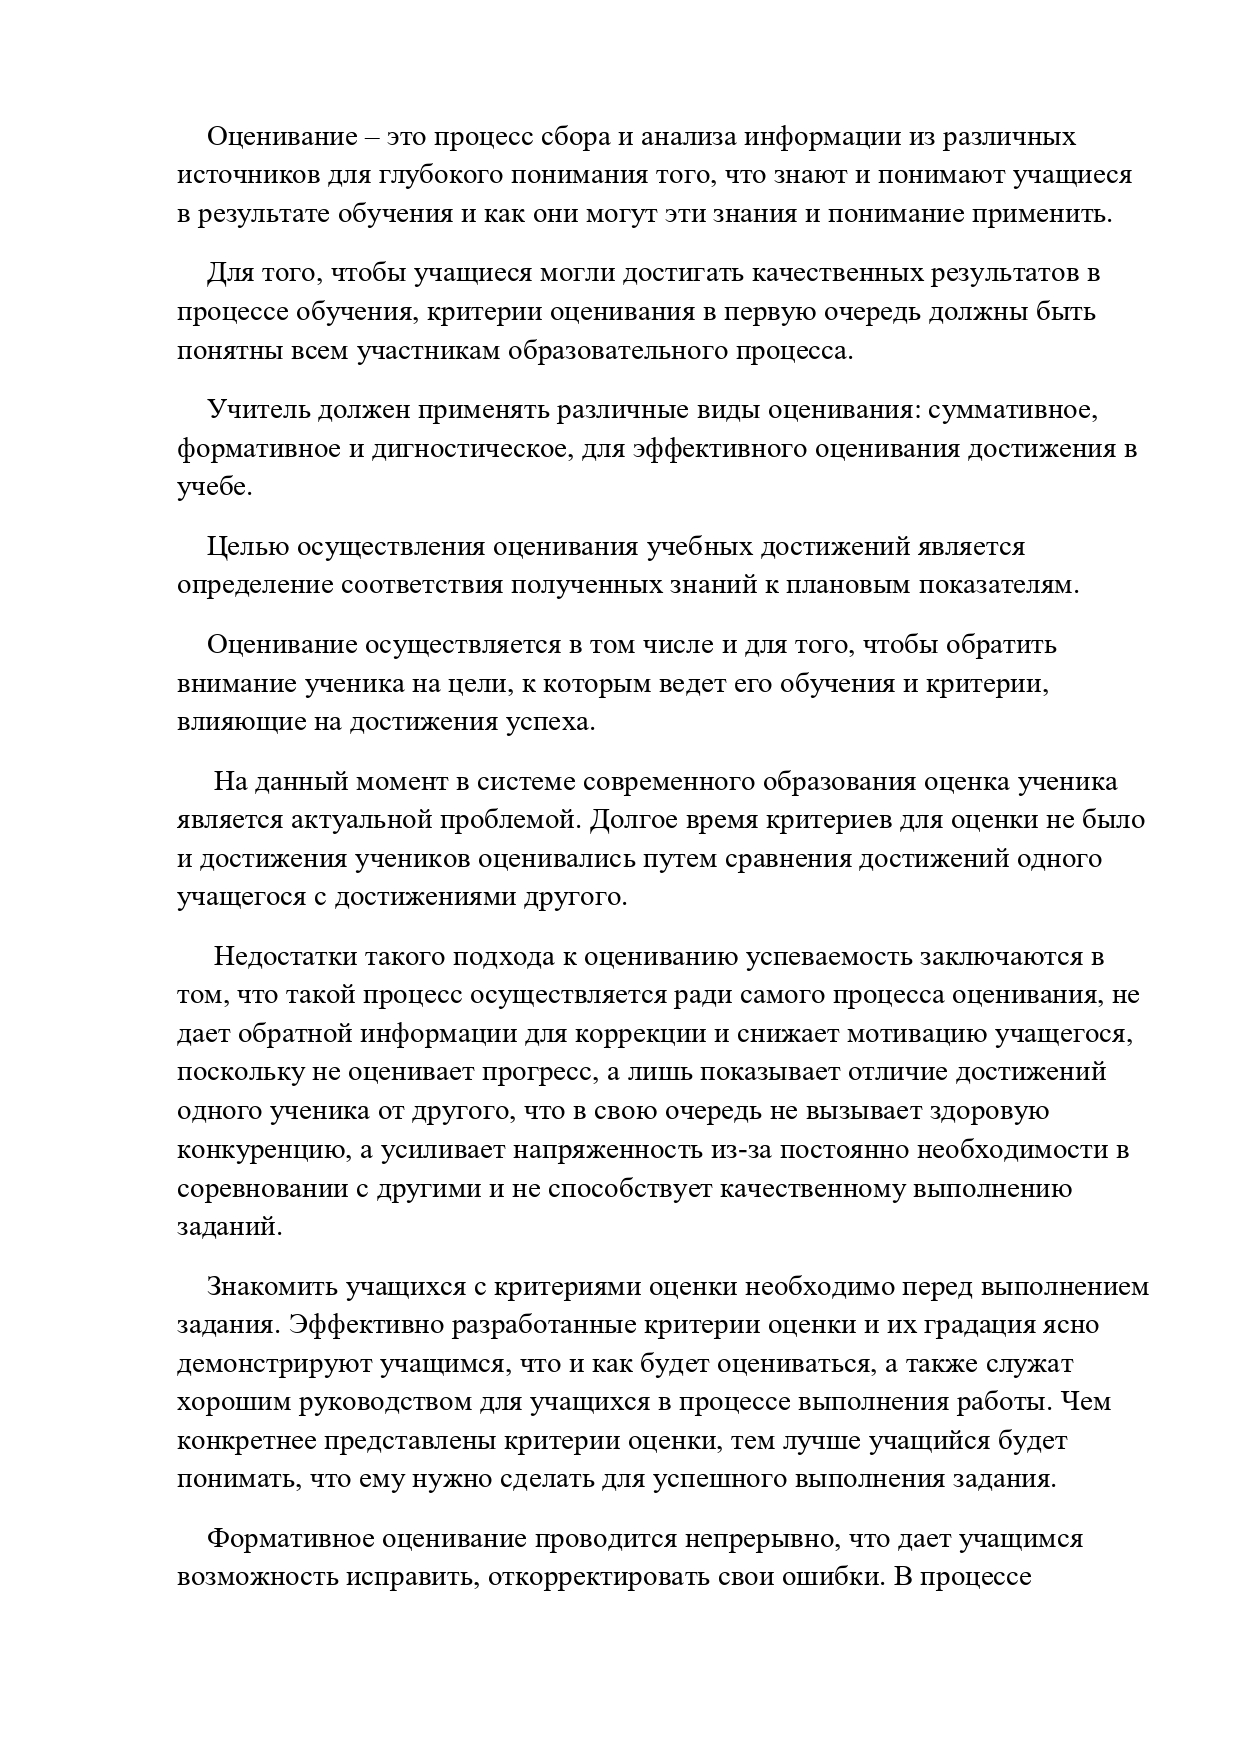 Оценивание – это процесс сбора и анализа информации из различных
источников для глубокого понимания того, что знают и понимают учащиеся
в результате обучения и как они могут эти знания и понимание применить.
Для того, чтобы учащиеся могли достигать качественных результатов в
процессе обучения, критерии оценивания в первую очередь должны быть
понятны всем участникам образовательного процесса.
Учитель должен применять различные виды оценивания: суммативное,
формативное и дигностическое, для эффективного оценивания достижения в
учебе.
Целью осуществления оценивания учебных достижений является
определение соответствия полученных знаний к плановым показателям.
Оценивание осуществляется в том числе и для того, чтобы обратить
внимание ученика на цели, к которым ведет его обучения и критерии,
влияющие на достижения успеха.
На данный момент в системе современного образования оценка ученика
является актуальной проблемой. Долгое время критериев для оценки не было
и достижения учеников оценивались путем сравнения достижений одного
учащегося с достижениями другого.
Недостатки такого подхода к оцениванию успеваемость заключаются в
том, что такой процесс осуществляется ради самого процесса оценивания, не
дает обратной информации для коррекции и снижает мотивацию учащегося,
поскольку не оценивает прогресс, а лишь показывает отличие достижений
одного ученика от другого, что в свою очередь не вызывает здоровую
конкуренцию, а усиливает напряженность из-за постоянно необходимости в
соревновании с другими и не способствует качественному выполнению
заданий.
Знакомить учащихся с критериями оценки необходимо перед выполнением
задания. Эффективно разработанные критерии оценки и их градация ясно
демонстрируют учащимся, что и как будет оцениваться, а также служат
хорошим руководством для учащихся в процессе выполнения работы. Чем
конкретнее представлены критерии оценки, тем лучше учащийся будет
понимать, что ему нужно сделать для успешного выполнения задания.
Формативное оценивание проводится непрерывно, что дает учащимся
возможность исправить, откорректировать свои ошибки. В процессе